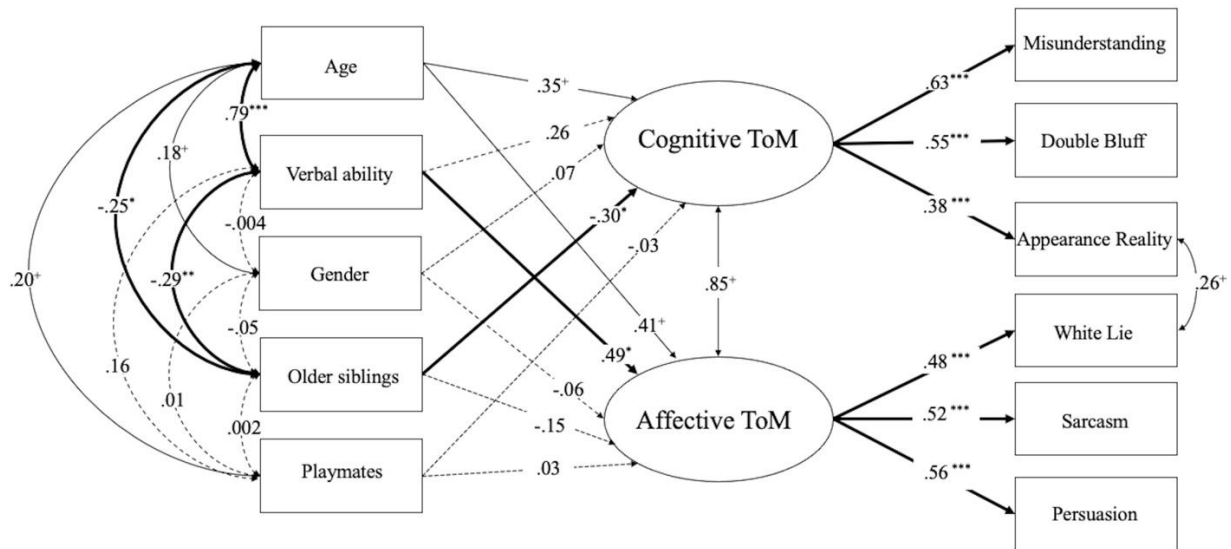 Age
Verbal ability
Gender
Older siblings
Playmates
.79***
.18⁺
-.25*
-.004
-.29**
.20⁺
-.05
.16
.01
.002
.35⁺
.26
.07
-.30*
-.03
.41⁺
.49*
-.06
-.15
.03
Cognitive ToM
.85⁺
Affective ToM
.63***
.55***
.38 ***
.48 ***
.52 ***
.56 ***
Misunderstanding
Double Bluff
Appearance Reality
White Lie
Sarcasm
Persuasion
.26⁺